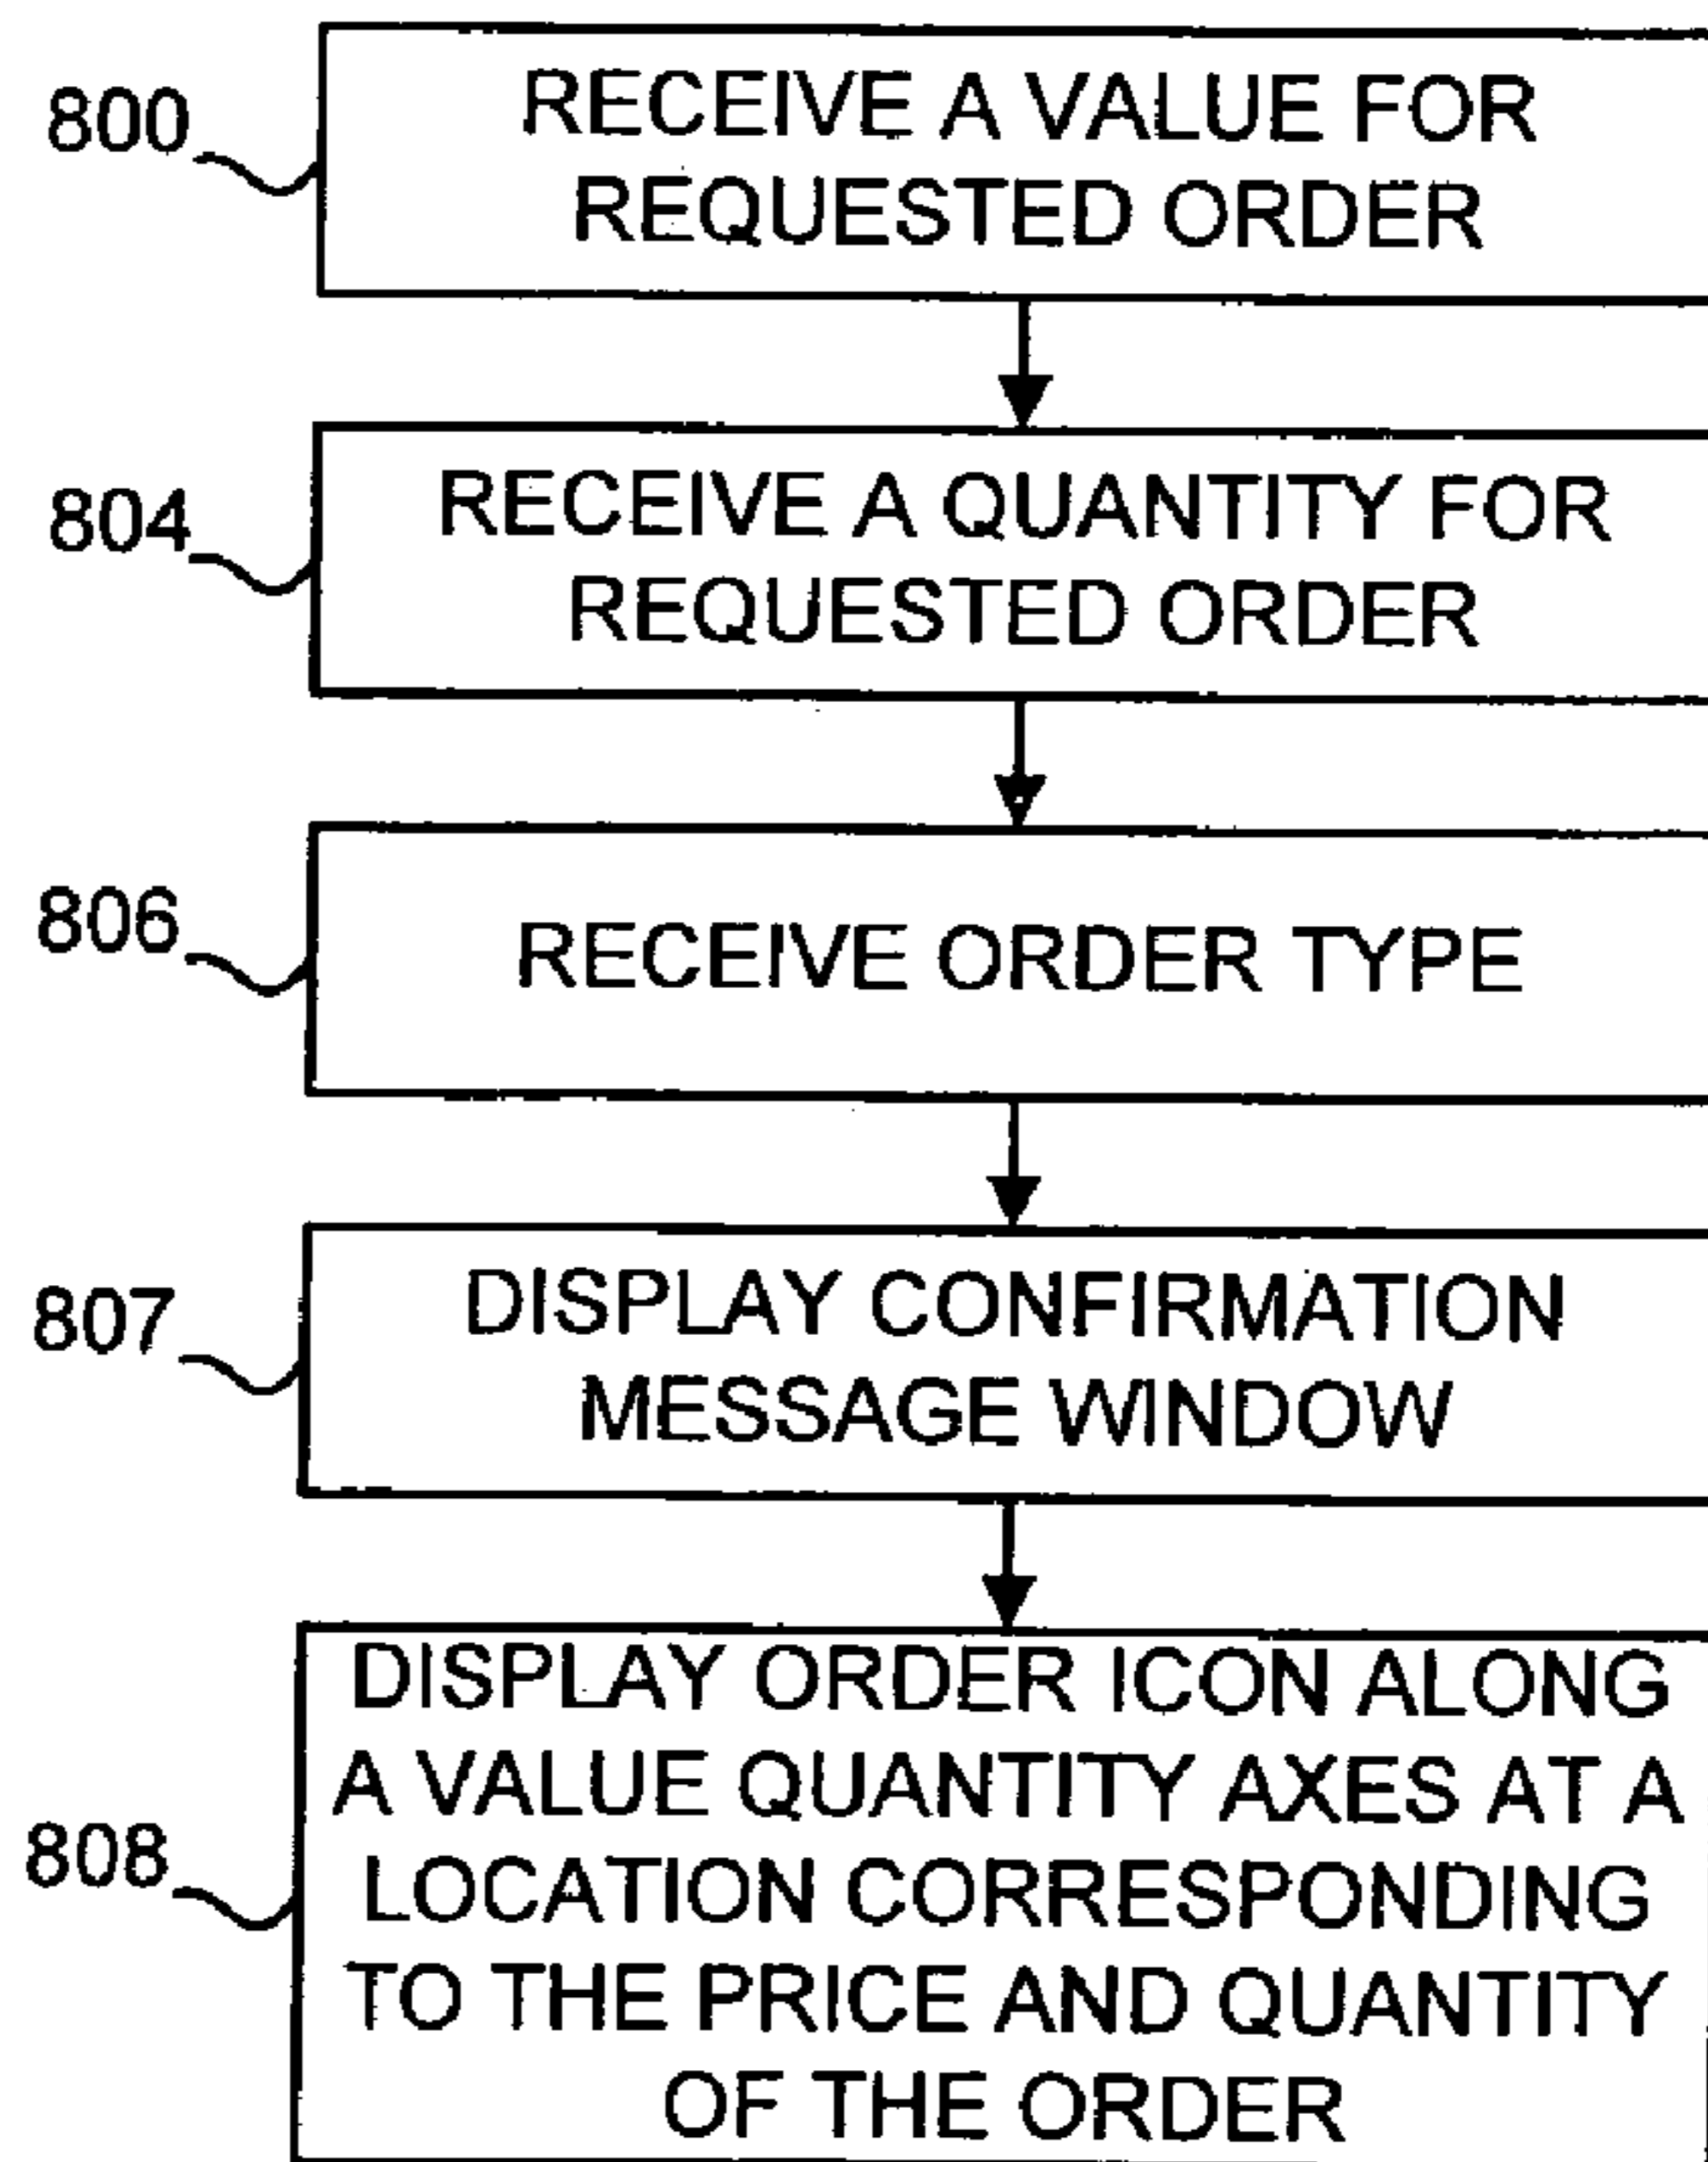 800
RECEIVE A VALUE FOR
REQUESTED ORDER
804
RECEIVE A QUANTITY FOR
REQUESTED ORDER
806
RECEIVE ORDER TYPE
807
DISPLAY CONFIRMATION
MESSAGE WINDOW
808
DISPLAY ORDER ICON ALONG
A VALUE QUANTITY AXES AT A
LOCATION CORRESPONDING
TO THE PRICE AND QUANTITY
OF THE ORDER